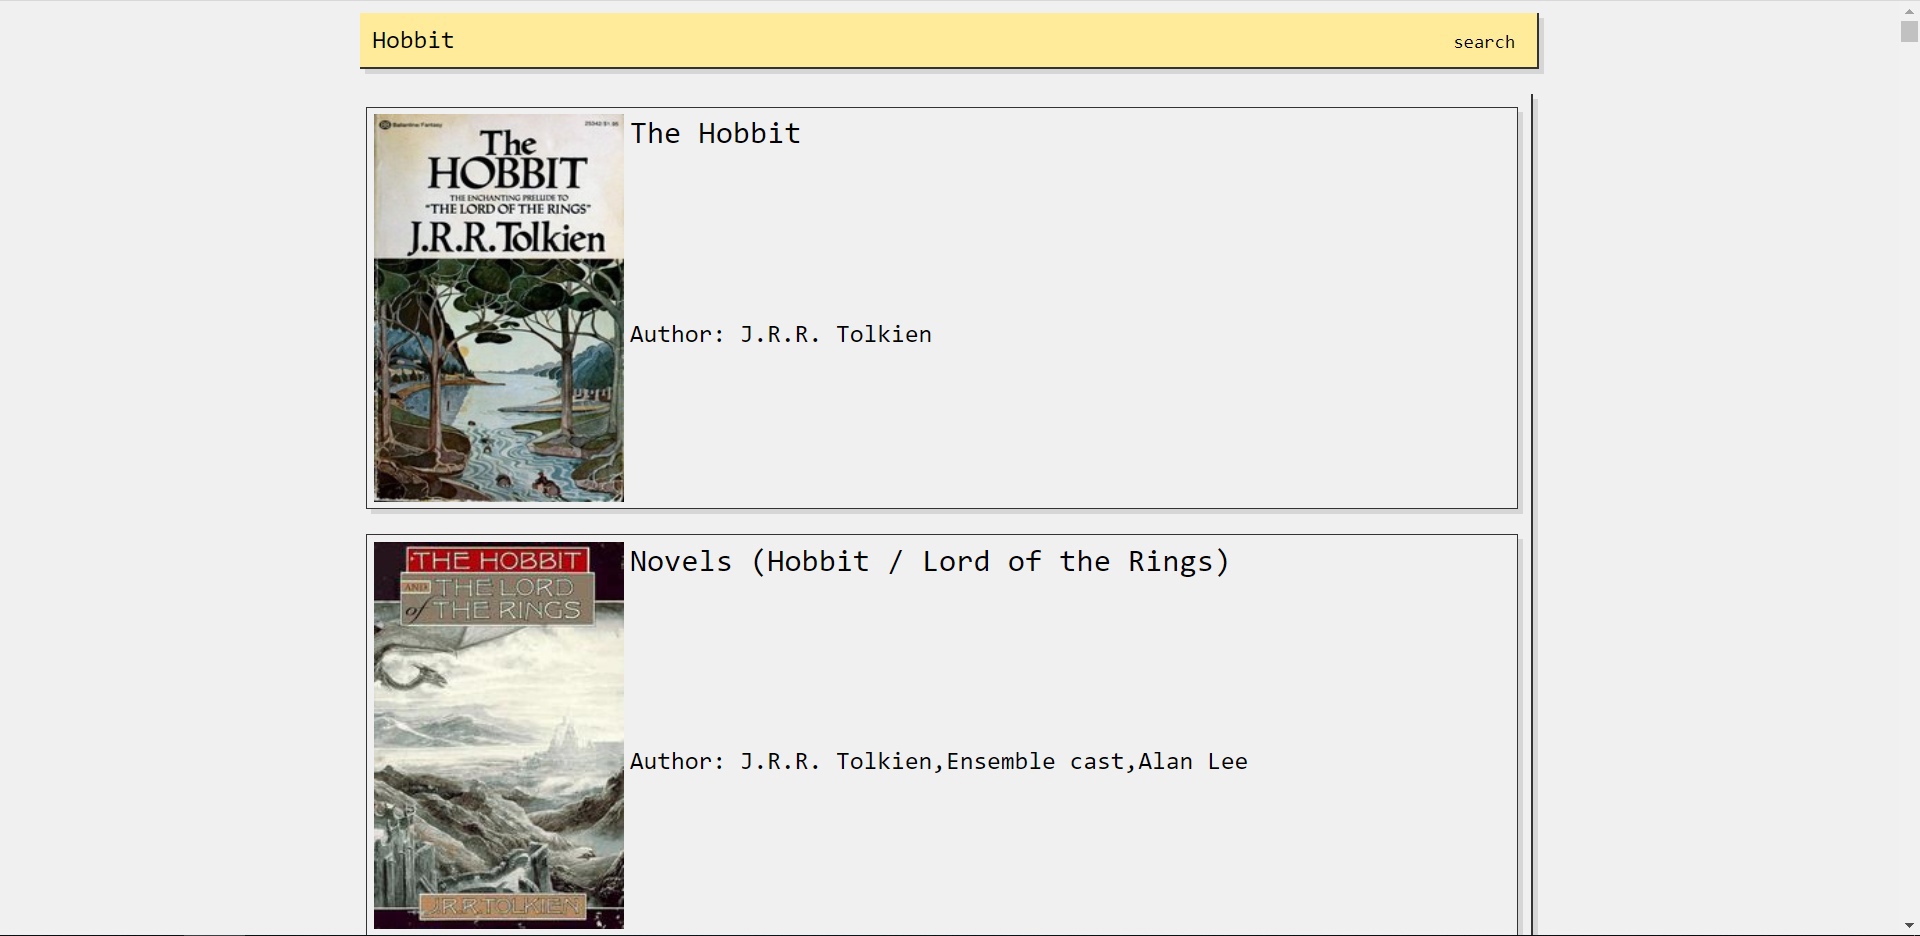 Hobbit
search
Ballantine/Fantasy
25342/$1.95
The
HOBBIT
THE ENCHANTING PRELUDE TO
"THE LORD OF THE RINGS"
J.R.R. Tolkien
The Hobbit
Author: J.R.R. Tolkien
THE HOBBIT
AND THE LORD
of THE RINGS
J.R.R. TOLKIEN
Novels (Hobbit / Lord of the Rings)
Author: J.R.R. Tolkien,Ensemble cast,Alan Lee